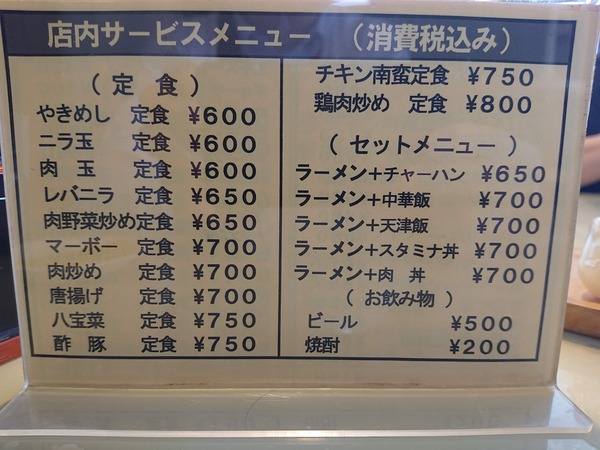 店内サービスメニュー （消費税込み）
（ 定 食 ）
やきめし 定食 ¥600
ニラ玉 定食 ¥600
肉 玉 定食 ¥600
レバニラ 定食 ¥650
肉野菜炒め定食 ¥650
マーボー 定食 ¥700
肉炒め 定食 ¥700
唐揚げ 定食 ¥700
八宝菜 定食 ¥750
酢 豚 定食 ¥750
チキン南蛮定食 ¥750
鶏肉炒め 定食 ¥800
（ セットメニュー ）
ラーメン+チャーハン ¥650
ラーメン+中華飯 ¥700
ラーメン+天津飯 ¥700
ラーメン+スタミナ丼 ¥700
ラーメン+肉 丼 ¥700
（ お飲み物 ）
ビール ¥500
焼酎 ¥200